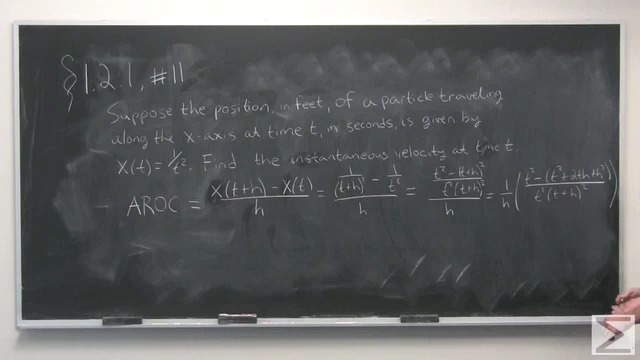 §1.2.1, #11
Suppose the position, in feet, of a particle traveling
along the x-axis at time t, in seconds, is given by
X(t) = 1/t². Find the instantaneous velocity at time t.
- AROC = (X(t+h) - X(t))/h = (1/(t+h)² - 1/t²)/h = ((t² - (t+h)²)/(t²(t+h)²))/h = 1/h ((t² - (t² + 2th + h²))/(t²(t+h)²))
Σ